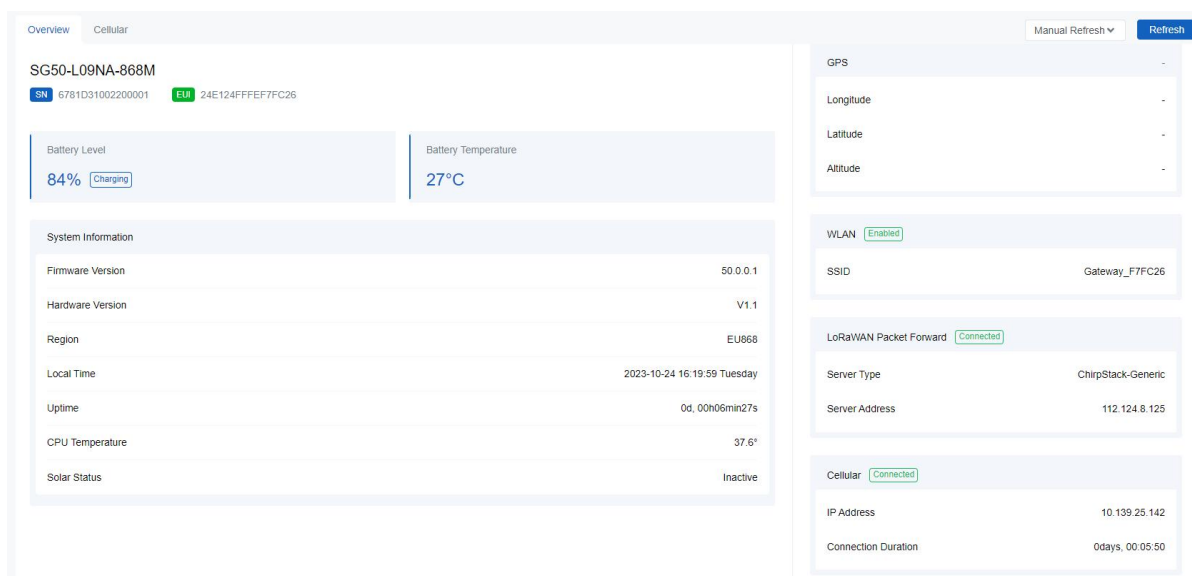 Overview Cellular
Manual Refresh Refresh
SG50-L09NA-868M
SN 6781D31002200001 EUI 24E124FFFEF7FC26
Battery Level
84% Charging
Battery Temperature
27°C
System Information
Firmware Version 50.0.0.1
Hardware Version V1.1
Region EU868
Local Time 2023-10-24 16:19:59 Tuesday
Uptime 0d, 00h06min27s
CPU Temperature 37.6°
Solar Status Inactive
GPS -
Longitude -
Latitude -
Altitude -
WLAN Enabled
SSID Gateway_F7FC26
LoRaWAN Packet Forward Connected
Server Type ChirpStack-Generic
Server Address 112.124.8.125
Cellular Connected
IP Address 10.139.25.142
Connection Duration 0days, 00:05:50